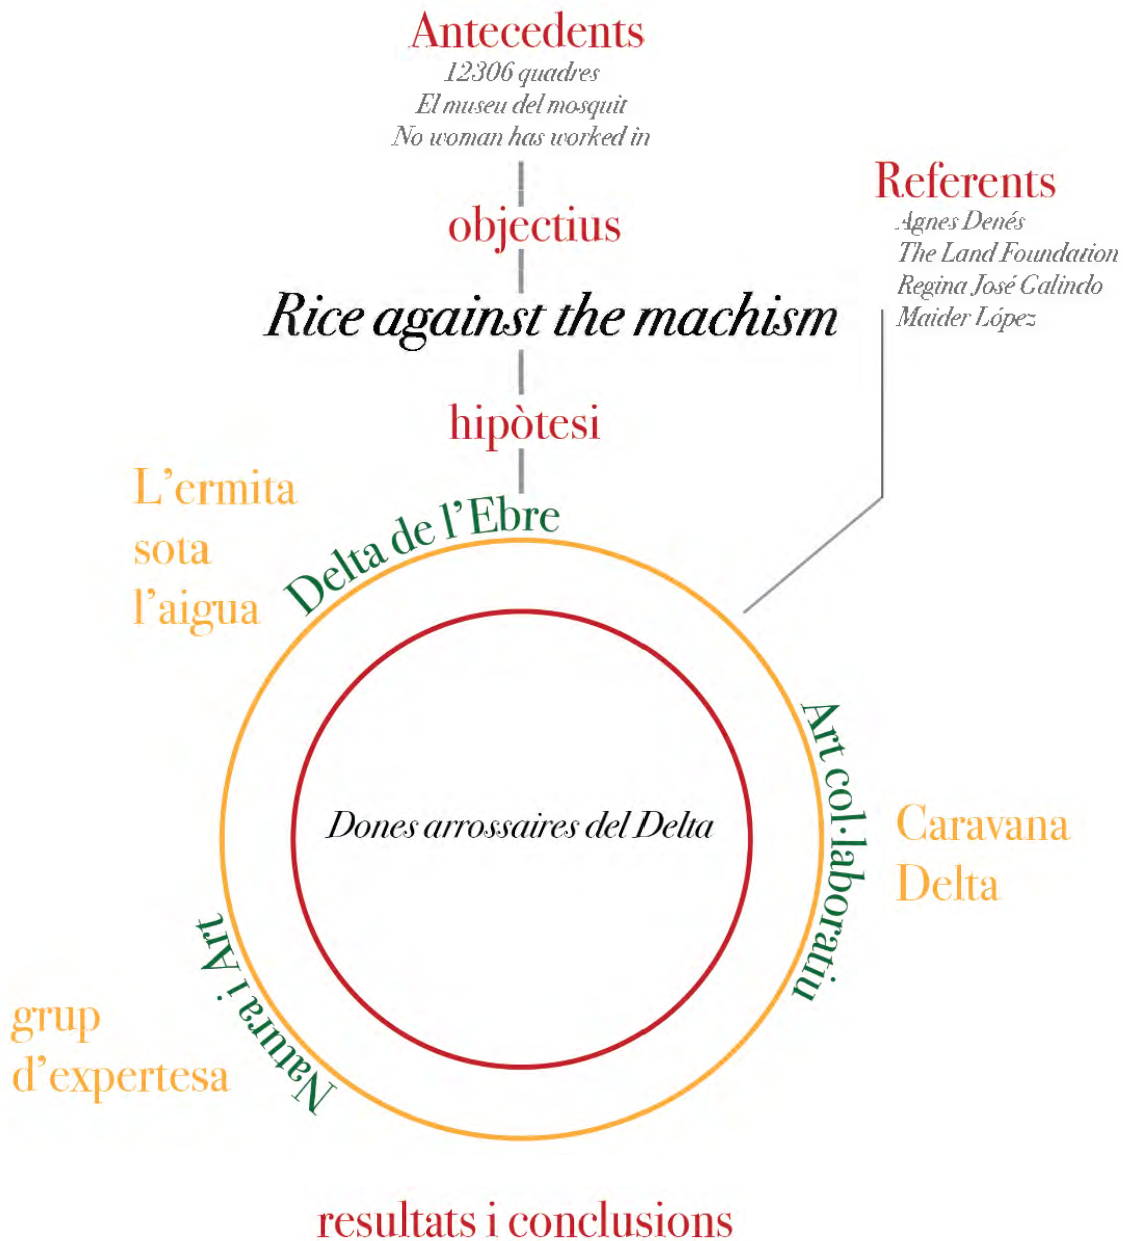 Antecedents
12306 quadres
El museu del mosquit
No woman has worked in
Referents
Agnes Denés
The Land Foundation
Regina José Galindo
Maider López
objectius
Rice against the machism
hipòtesi
L'ermita
sota
l'aigua
Delta de l'Ebre
Art col·laboratiu
Caravana
Delta
Dones arrossaires del Delta
Natura i Art
grup
d'expertesa
resultats i conclusions